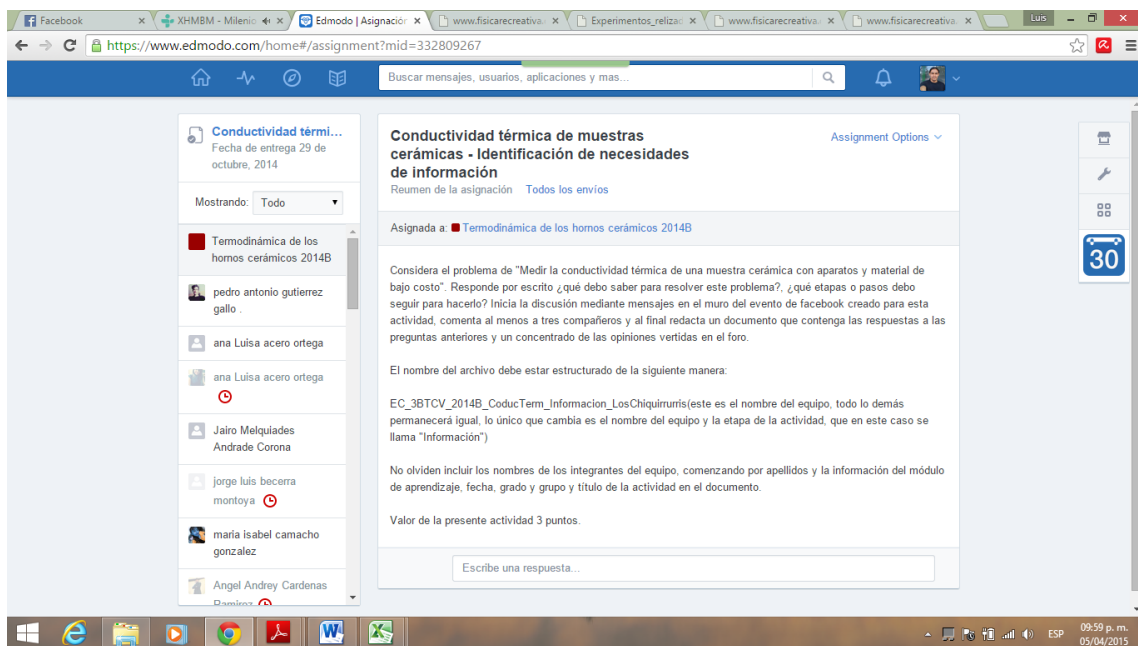 Facebook
XHMBM - Milenio
Edmodo | Asignación
www.fisicarecreativa.
Experimentos_relizac
www.fisicarecreativa.
www.fisicarecreativa.
Luis
https://www.edmodo.com/home#/assignment?mid=332809267
Buscar mensajes, usuarios, aplicaciones y mas...
Conductividad térmi...
Fecha de entrega 29 de
octubre, 2014
Mostrando: Todo
Termodinámica de los
hornos cerámicos 2014B
pedro antonio gutierrez
gallo .
ana Luisa acero ortega
ana Luisa acero ortega
Jairo Melquiades
Andrade Corona
jorge luis becerra
montoya
maria isabel camacho
gonzalez
Angel Andrey Cardenas
Ramirez
Conductividad térmica de muestras
cerámicas - Identificación de necesidades
de información
Assignment Options
Reumen de la asignación Todos los envíos
Asignada a: Termodinámica de los hornos cerámicos 2014B
Considera el problema de "Medir la conductividad térmica de una muestra cerámica con aparatos y material de
bajo costo". Responde por escrito ¿qué debo saber para resolver este problema?, ¿qué etapas o pasos debo
seguir para hacerlo? Inicia la discusión mediante mensajes en el muro del evento de facebook creado para esta
actividad, comenta al menos a tres compañeros y al final redacta un documento que contenga las respuestas a las
preguntas anteriores y un concentrado de las opiniones vertidas en el foro.
El nombre del archivo debe estar estructurado de la siguiente manera:
EC_3BTCV_2014B_CoducTerm_Informacion_LosChiquirrurris(este es el nombre del equipo, todo lo demás
permanecerá igual, lo único que cambia es el nombre del equipo y la etapa de la actividad, que en este caso se
llama "Información")
No olviden incluir los nombres de los integrantes del equipo, comenzando por apellidos y la información del módulo
de aprendizaje, fecha, grado y grupo y título de la actividad en el documento.
Valor de la presente actividad 3 puntos.
Escribe una respuesta...
30
ESP
09:59 p. m.
05/04/2015